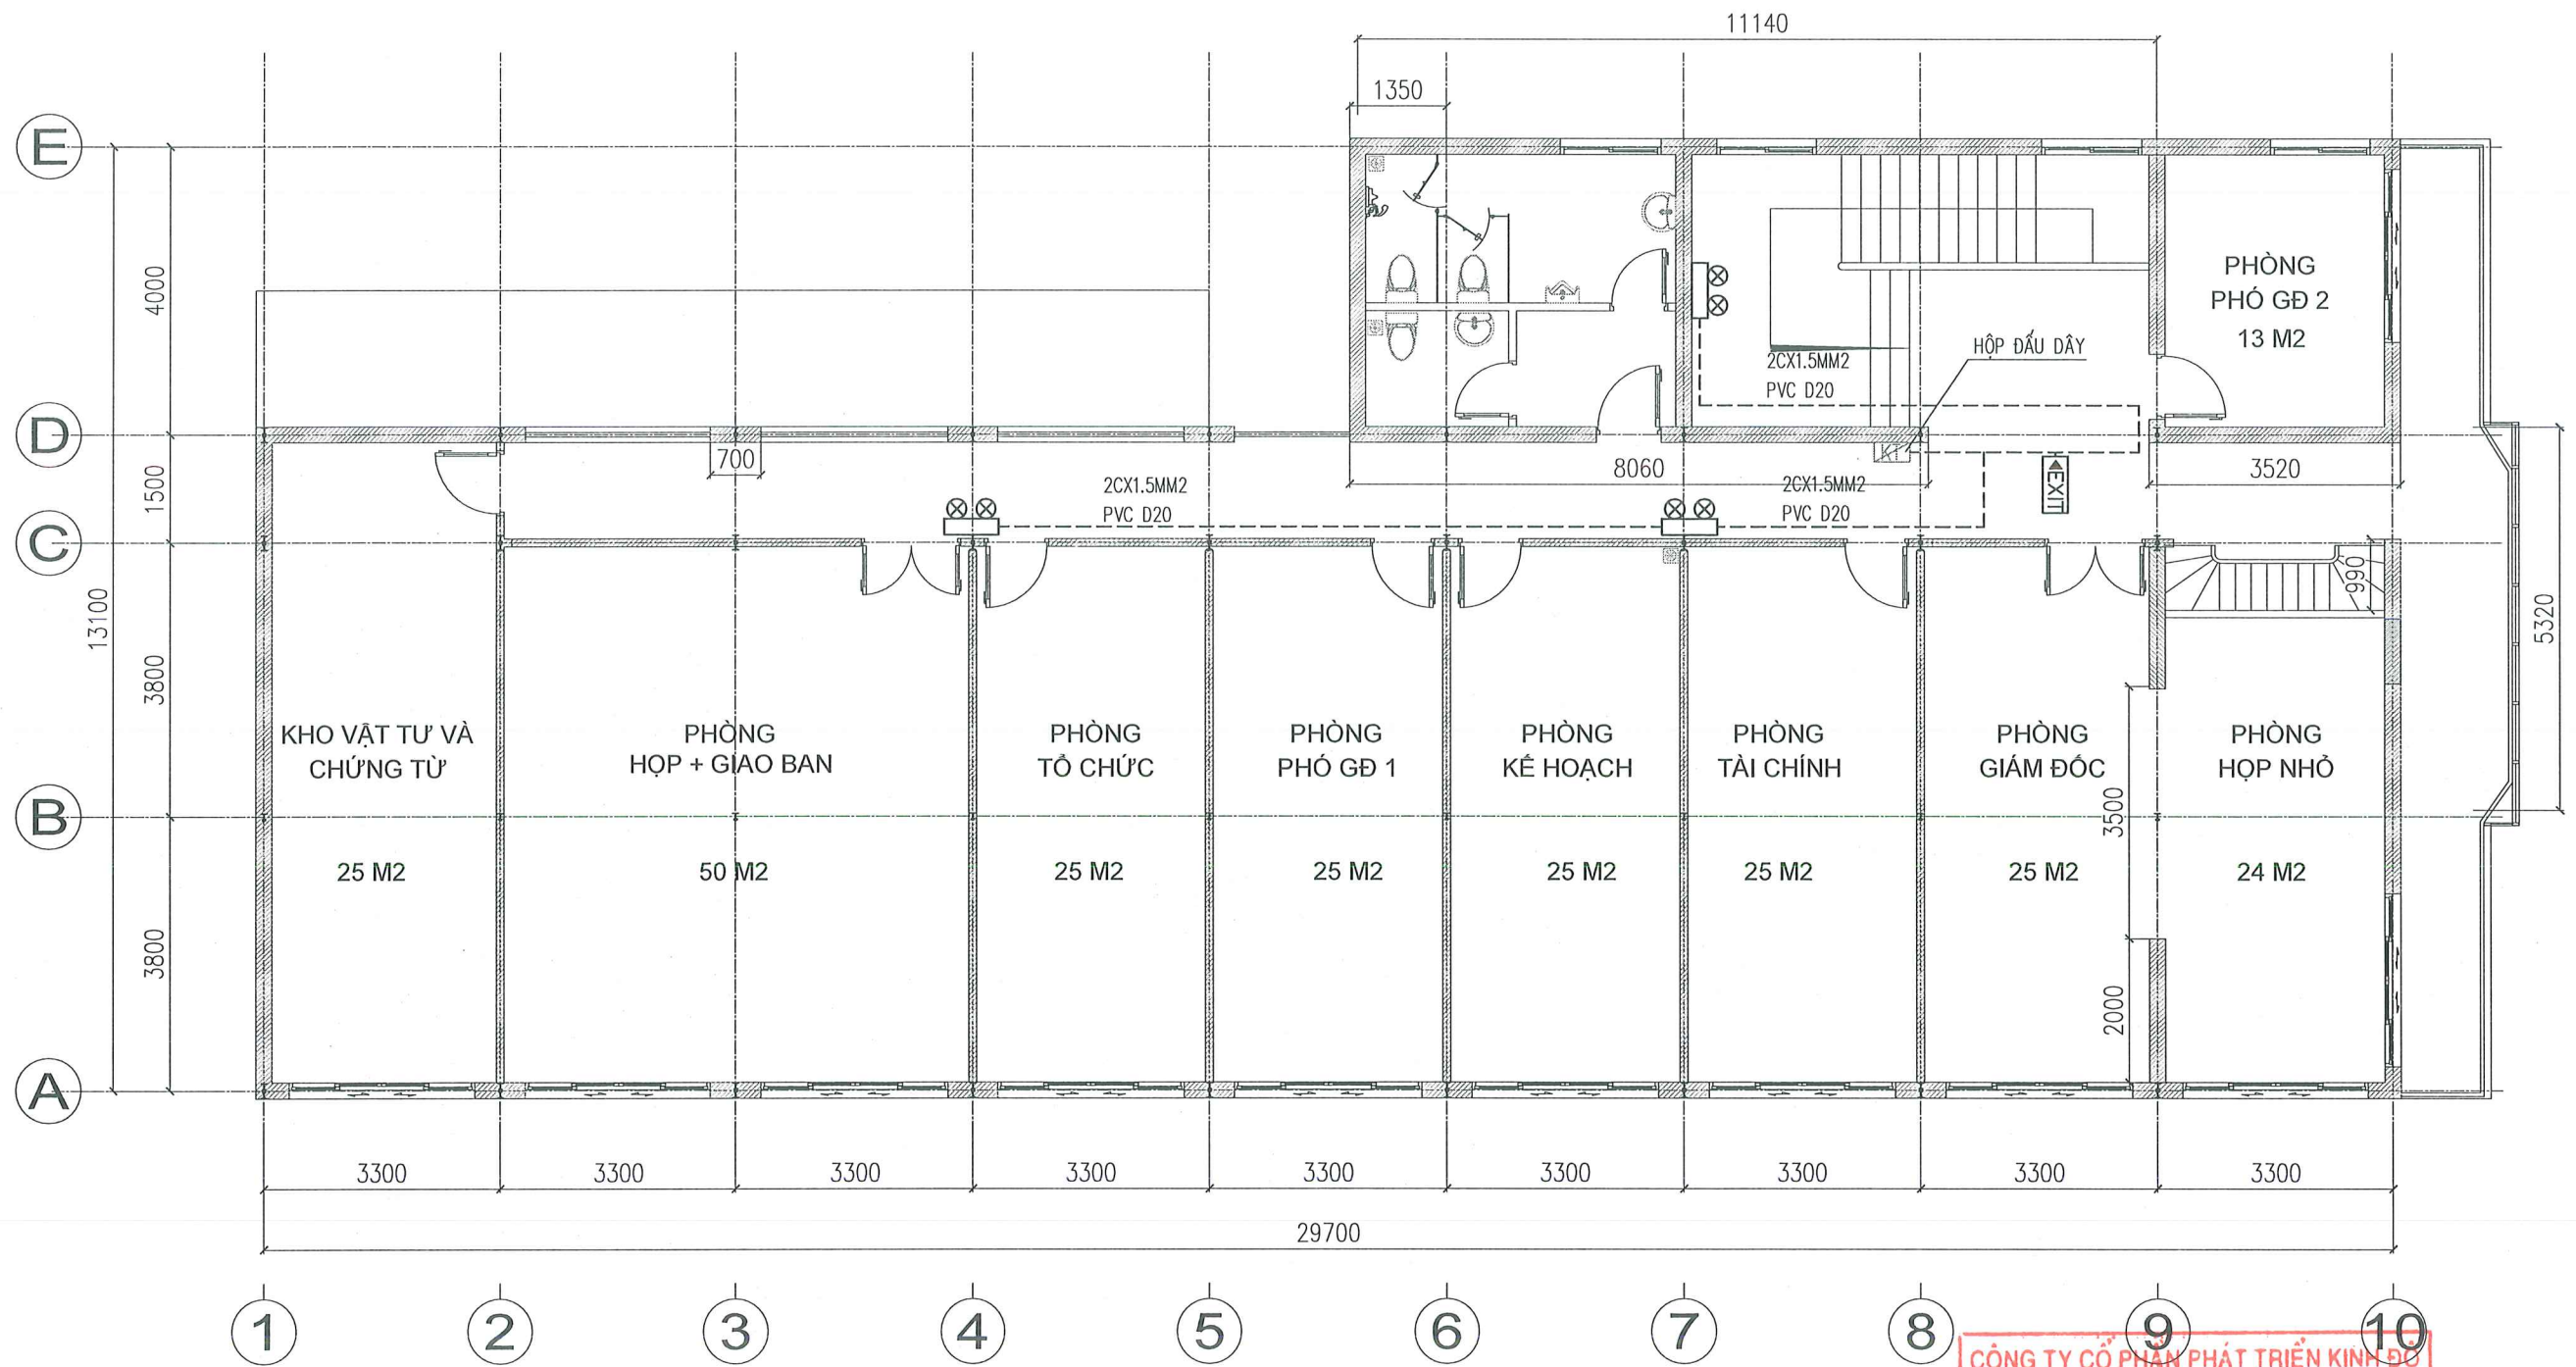 11140
1350
E
4000
PHÒNG
PHÓ GĐ 2
13 M2
HỘP ĐẤU DÂY
2CX1.5MM2
PVC D20
D
700
8060
KT
3520
1500
2CX1.5MM2
PVC D20
2CX1.5MM2
PVC D20
EXIT
C
990
13100
5320
3800
KHO VẬT TƯ VÀ
CHỨNG TỪ
25 M2
PHÒNG
HỌP + GIAO BAN
50 M2
PHÒNG
TỔ CHỨC
25 M2
PHÒNG
PHÓ GĐ 1
25 M2
PHÒNG
KẾ HOẠCH
25 M2
PHÒNG
TÀI CHÍNH
25 M2
PHÒNG
GIÁM ĐỐC
25 M2
3500
PHÒNG
HỌP NHỎ
24 M2
B
3800
2000
A
3300 3300 3300 3300 3300 3300 3300 3300 3300
29700
1 2 3 4 5 6 7 8 9 10
CÔNG TY CỔ PHẦN PHÁT TRIỂN KINH ĐÔ